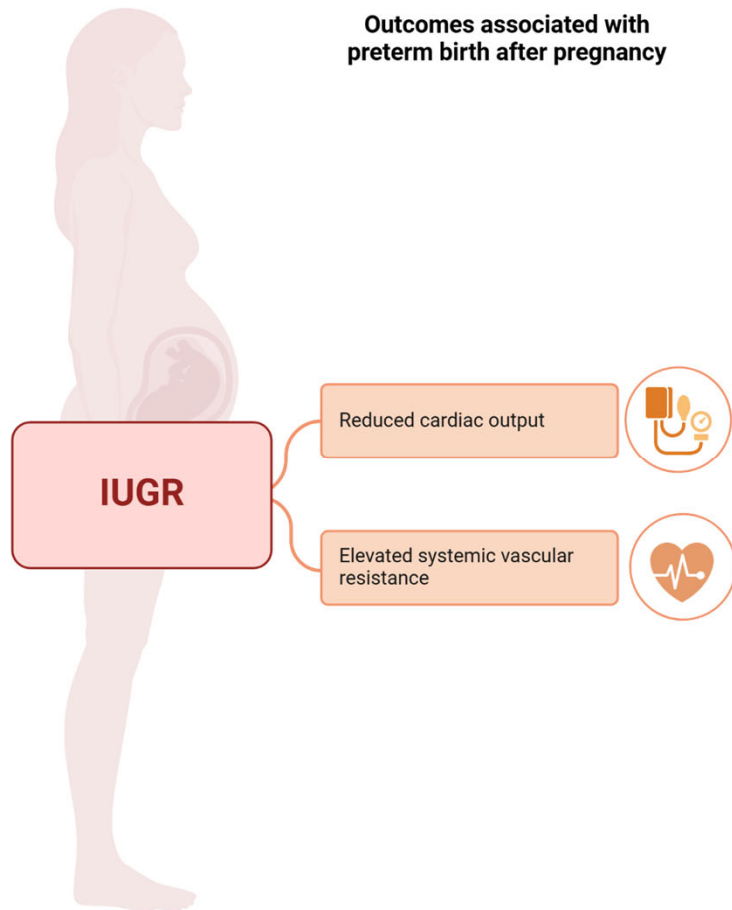 Outcomes associated with
preterm birth after pregnancy
Reduced cardiac output
IUGR
Elevated systemic vascular
resistance